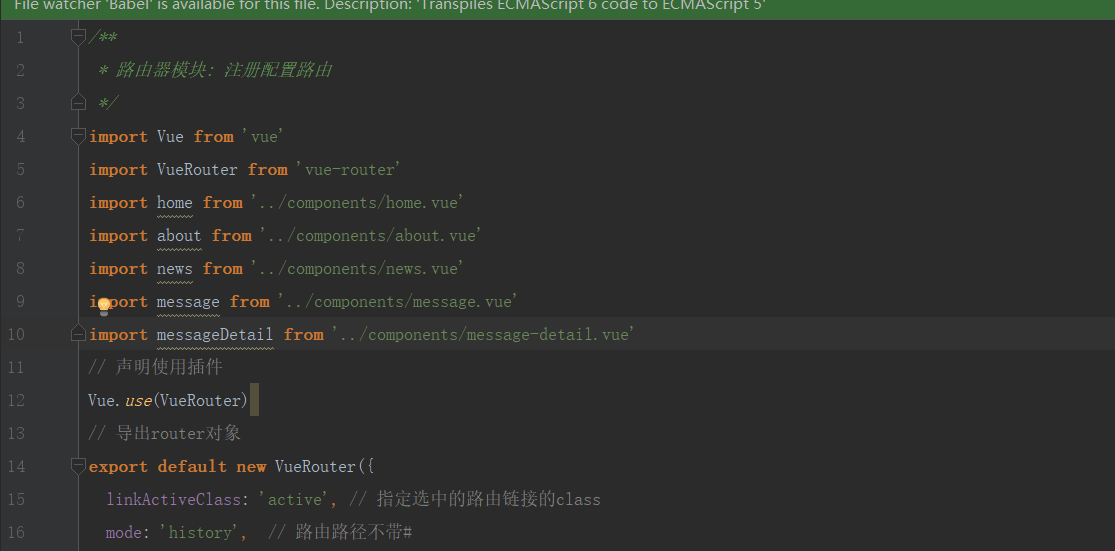 File watcher 'Babel' is available for this file. Description: 'Transpiles ECMAScript 6 code to ECMAScript 5'
1 /**
2 * 路由器模块: 注册配置路由
3 */
4 import Vue from 'vue'
5 import VueRouter from 'vue-router'
6 import home from '../components/home.vue'
7 import about from '../components/about.vue'
8 import news from '../components/news.vue'
9 import message from '../components/message.vue'
10 import messageDetail from '../components/message-detail.vue'
11 // 声明使用插件
12 Vue.use(VueRouter)
13 // 导出router对象
14 export default new VueRouter({
15 linkActiveClass: 'active', // 指定选中的路由链接的class
16 mode: 'history', // 路由路径不带#